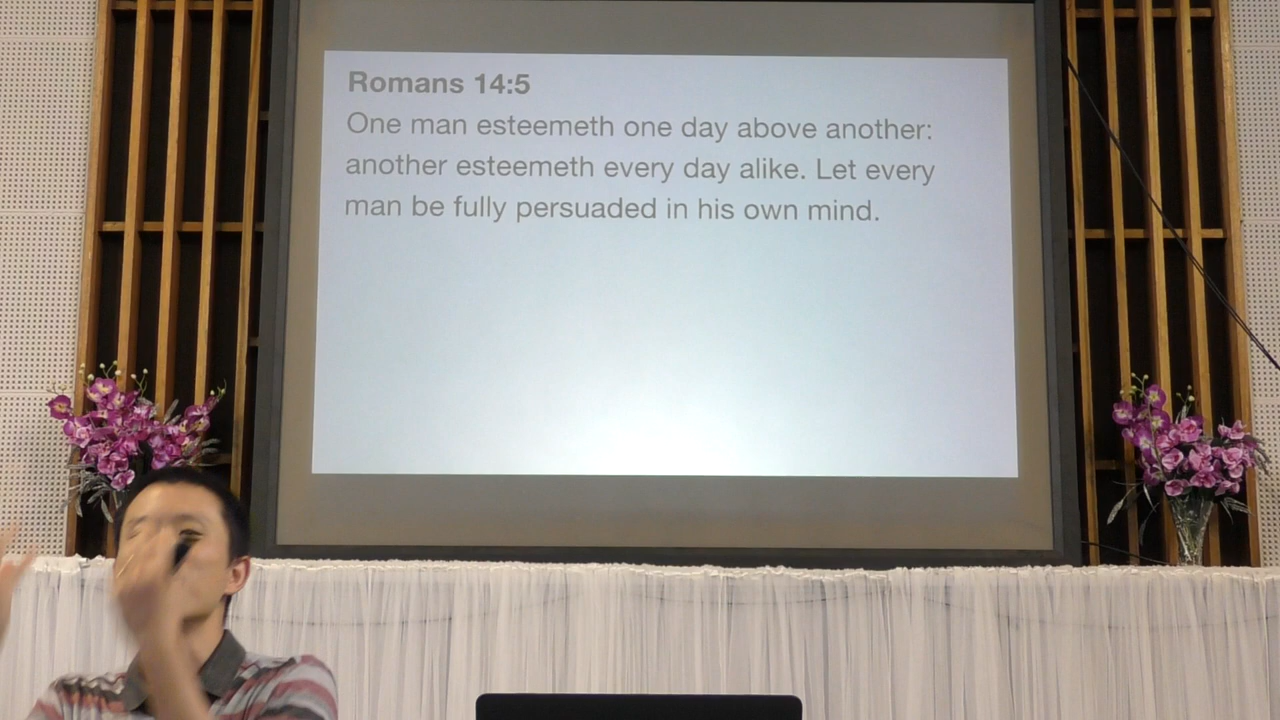 Romans 14:5
One man esteemeth one day above another:
another esteemeth every day alike. Let every
man be fully persuaded in his own mind.